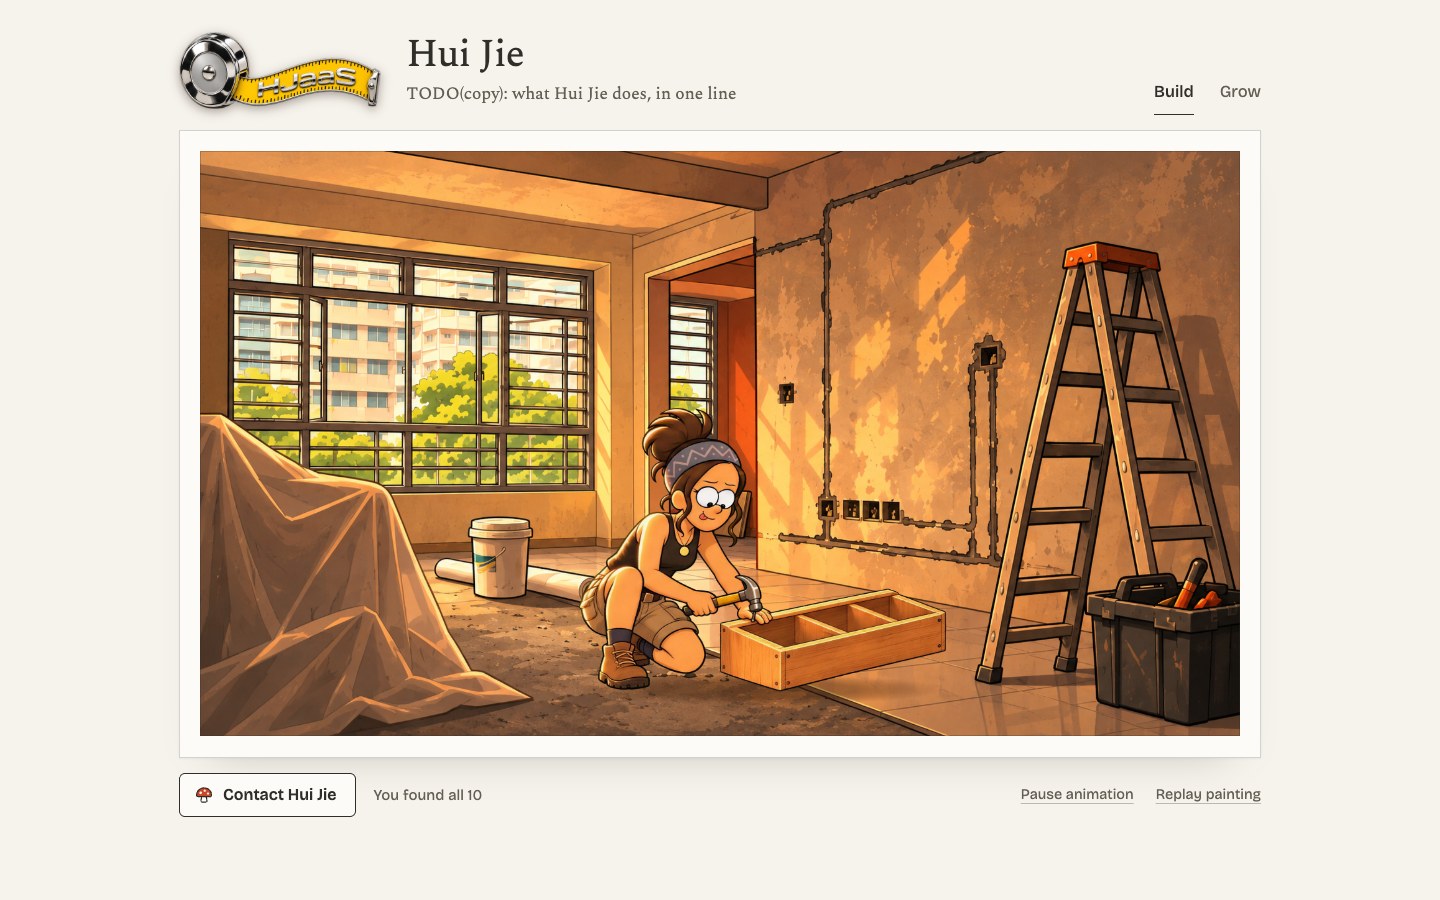 HJaaS
Hui Jie
TODO(copy): what Hui Jie does, in one line
Build
Grow
Contact Hui Jie
You found all 10
Pause animation
Replay painting